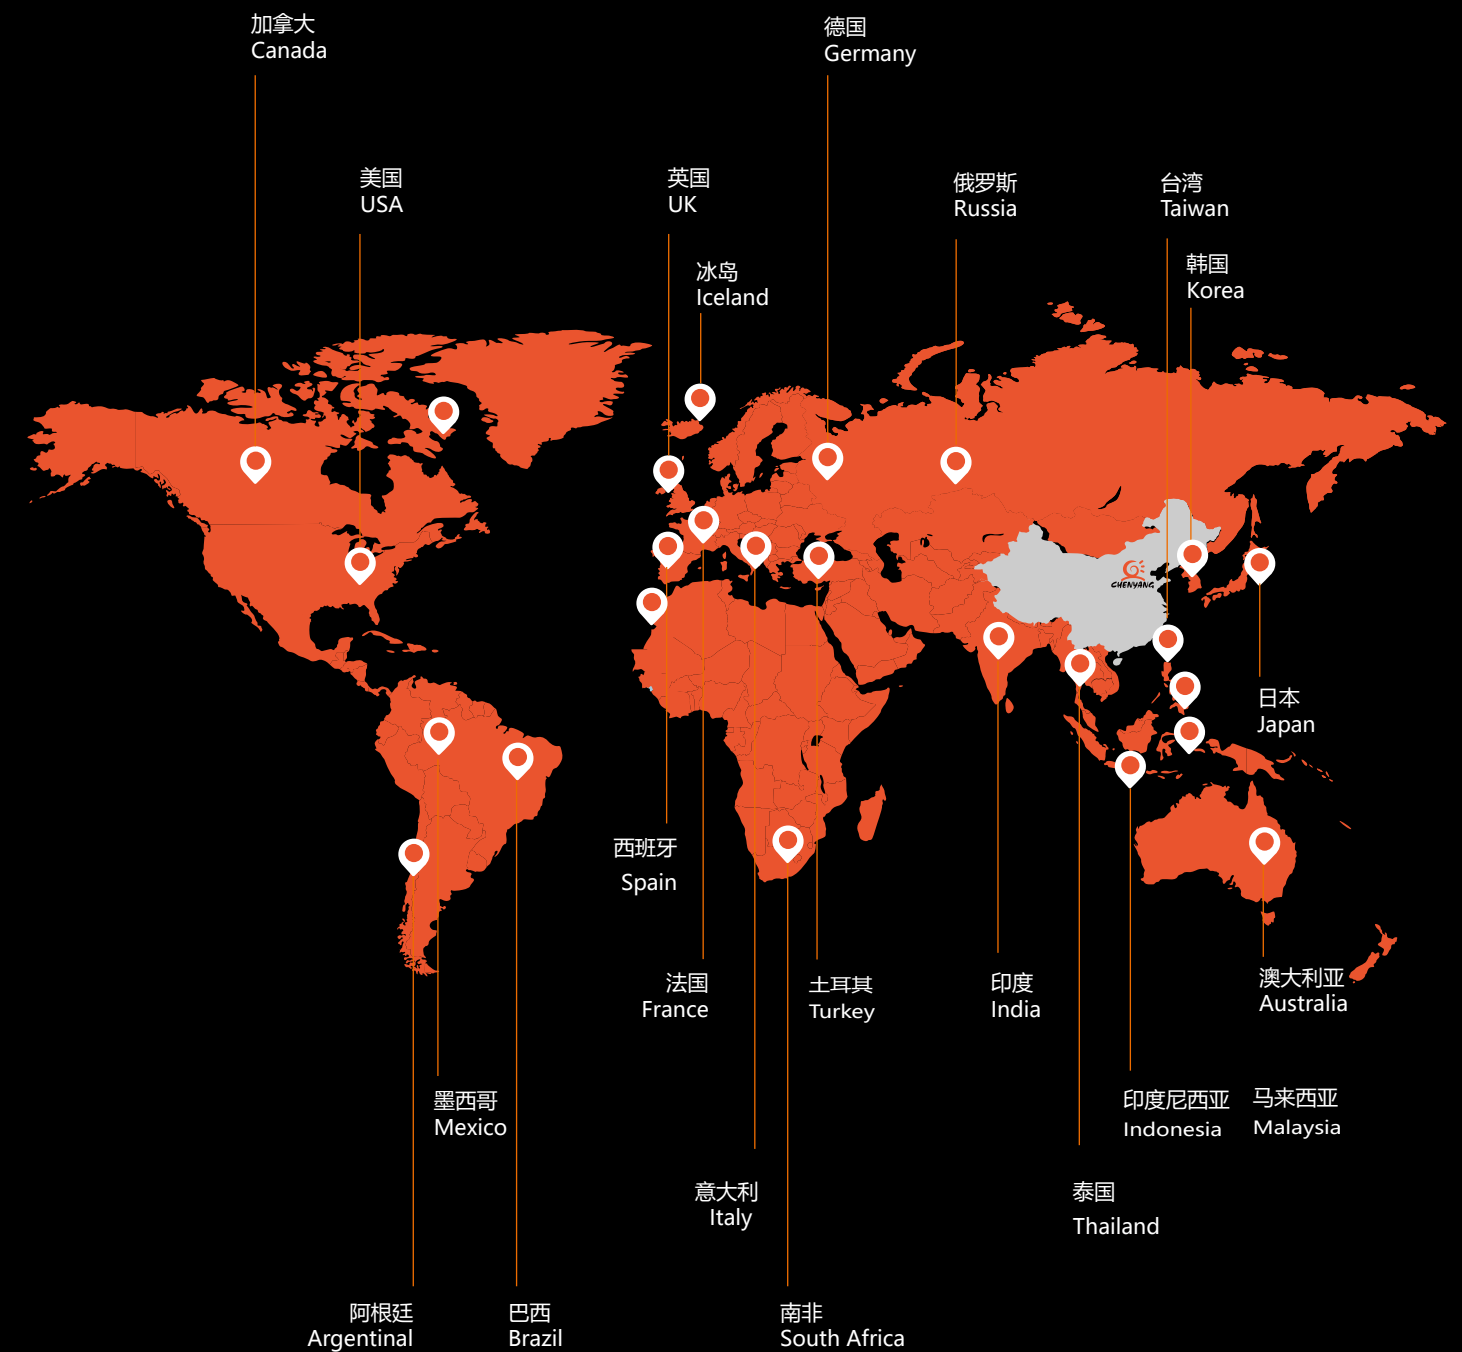 加拿大
Canada
德国
Germany
美国
USA
英国
UK
俄罗斯
Russia
台湾
Taiwan
冰岛
Iceland
韩国
Korea
CHENYANG
日本
Japan
西班牙
Spain
法国
France
土耳其
Turkey
印度
India
澳大利亚
Australia
墨西哥
Mexico
印度尼西亚
Indonesia
马来西亚
Malaysia
意大利
Italy
泰国
Thailand
阿根廷
Argentinal
巴西
Brazil
南非
South Africa